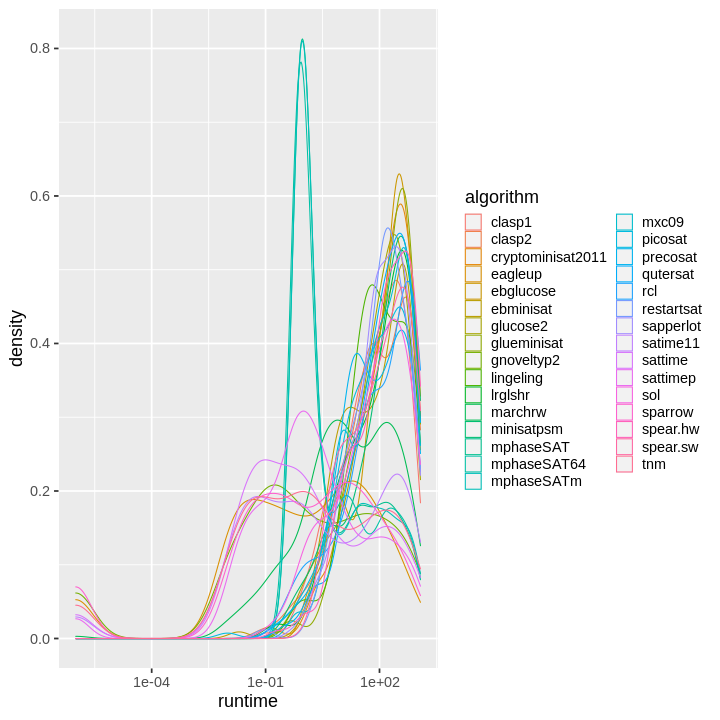 0.8
0.6
0.4
0.2
0.0
density
1e-04
1e-01
1e+02
runtime
algorithm
clasp1
clasp2
cryptominisat2011
eagleup
ebglucose
ebminisat
glucose2
glueminisat
gnoveltyp2
lingeling
lrglshr
marchrw
minisatpsm
mphaseSAT
mphaseSAT64
mphaseSATm
mxc09
picosat
precosat
qutersat
rcl
restartsat
sapperlot
satime11
sattime
sattimep
sol
sparrow
spear.hw
spear.sw
tnm